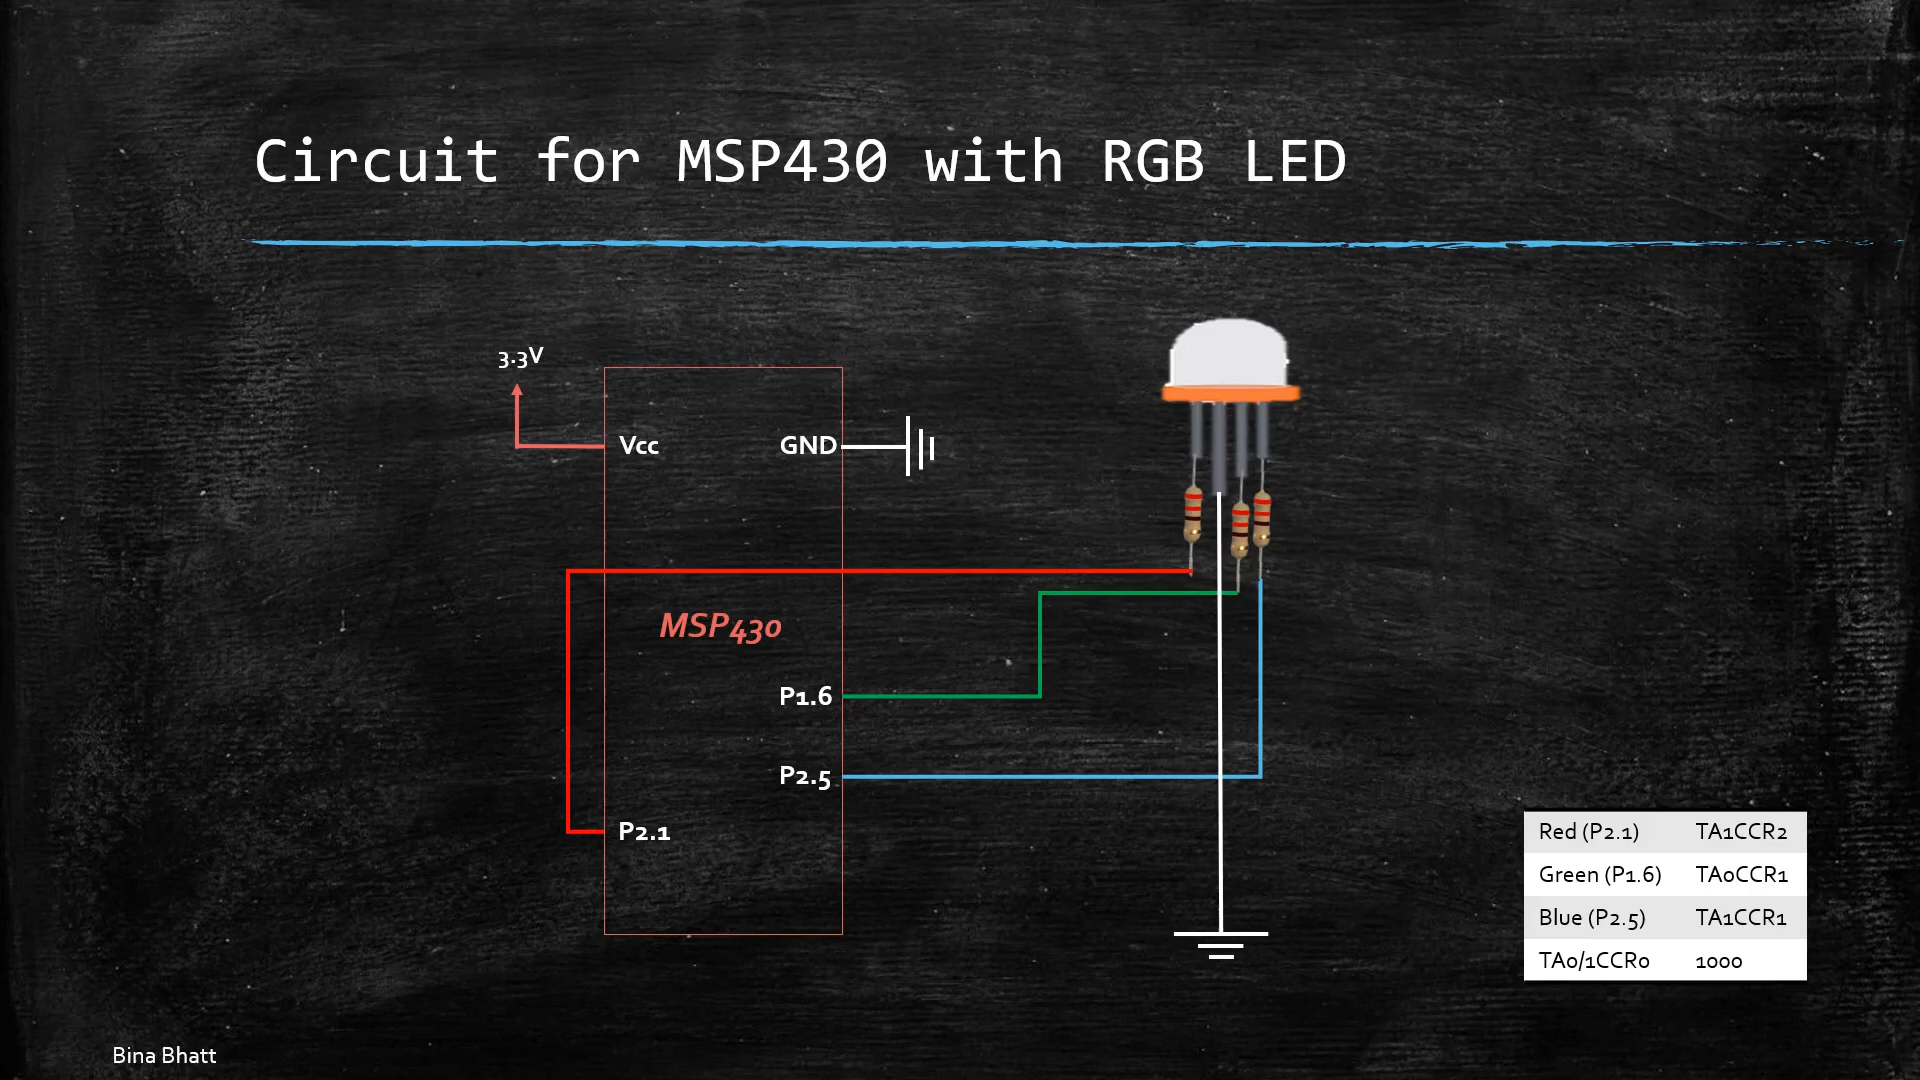 Circuit for MSP430 with RGB LED
3.3V
Vcc
GND
MSP430
P1.6
P2.5
P2.1
Red (P2.1) TA1CCR2
Green (P1.6) TA0CCR1
Blue (P2.5) TA1CCR1
TA0/1CCR0 1000
Bina Bhatt